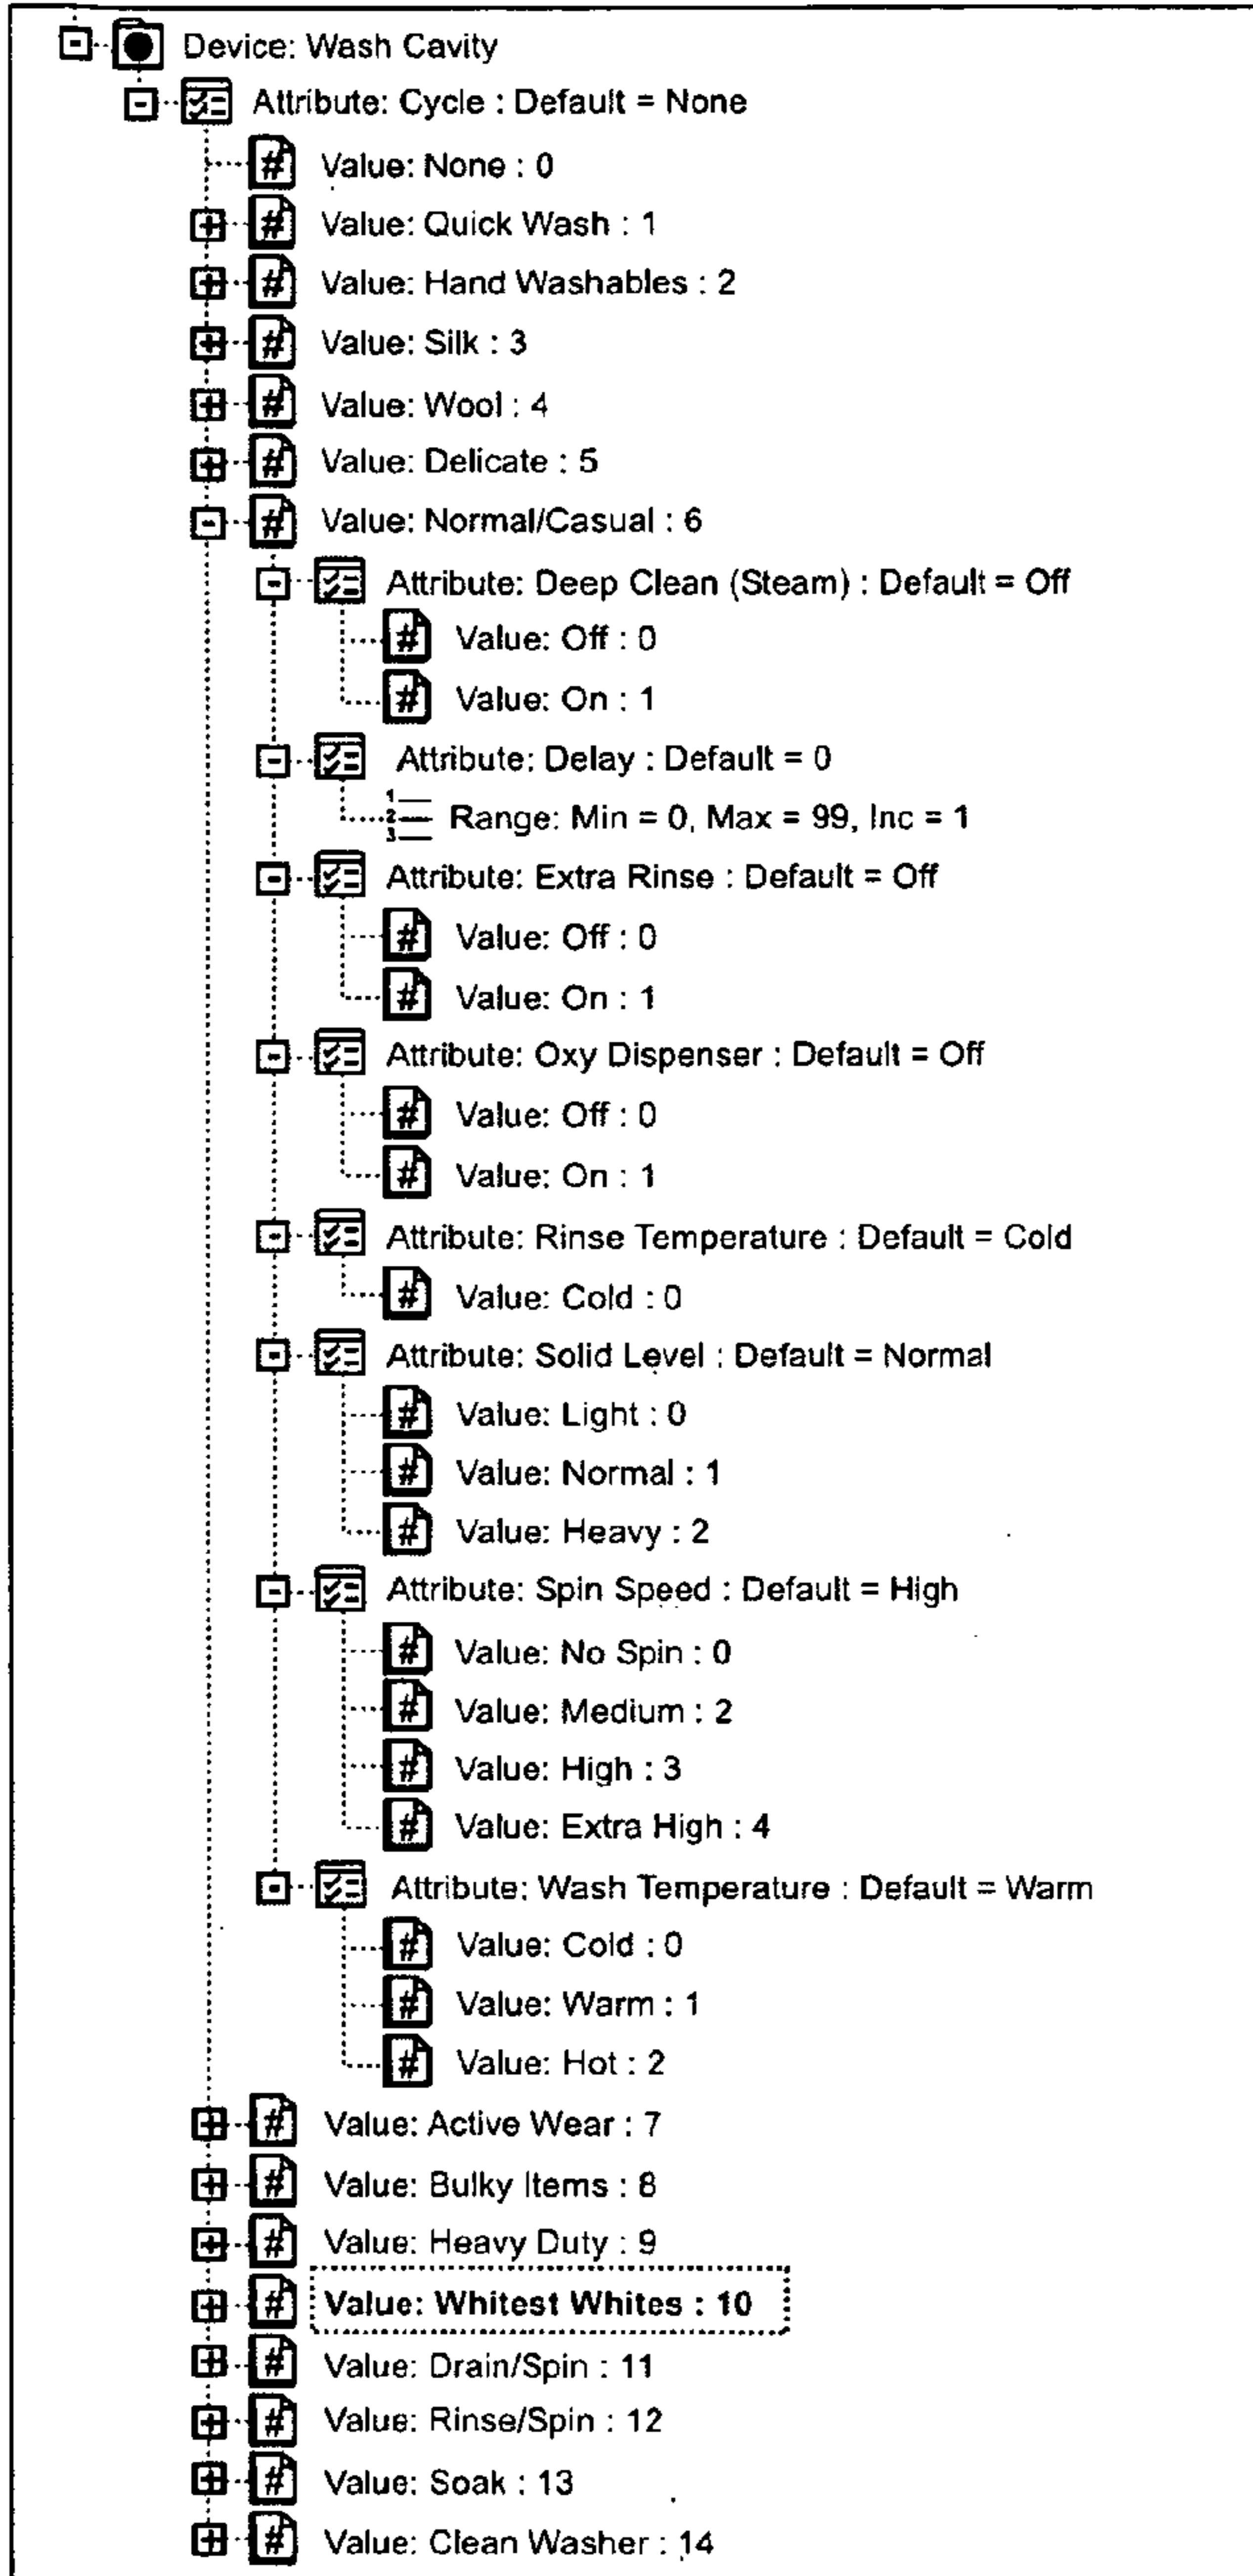 Device: Wash Cavity
Attribute: Cycle : Default = None
# Value: None : 0
# Value: Quick Wash : 1
# Value: Hand Washables : 2
# Value: Silk : 3
# Value: Wool : 4
# Value: Delicate : 5
# Value: Normal/Casual : 6
Attribute: Deep Clean (Steam) : Default = Off
# Value: Off : 0
# Value: On : 1
Attribute: Delay : Default = 0
1 2 3 Range: Min = 0, Max = 99, Inc = 1
Attribute: Extra Rinse : Default = Off
# Value: Off : 0
# Value: On : 1
Attribute: Oxy Dispenser : Default = Off
# Value: Off : 0
# Value: On : 1
Attribute: Rinse Temperature : Default = Cold
# Value: Cold : 0
Attribute: Solid Level : Default = Normal
# Value: Light : 0
# Value: Normal : 1
# Value: Heavy : 2
Attribute: Spin Speed : Default = High
# Value: No Spin : 0
# Value: Medium : 2
# Value: High : 3
# Value: Extra High : 4
Attribute: Wash Temperature : Default = Warm
# Value: Cold : 0
# Value: Warm : 1
# Value: Hot : 2
# Value: Active Wear : 7
# Value: Bulky Items : 8
# Value: Heavy Duty : 9
# Value: Whitest Whites : 10
# Value: Drain/Spin : 11
# Value: Rinse/Spin : 12
# Value: Soak : 13
# Value: Clean Washer : 14